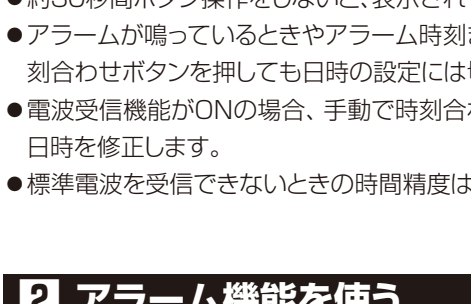 ●約30秒間ボタン操作をしないと、表示され
●アラームが鳴っているときやアラーム時刻
刻合わせボタンを押しても日時の設定には
●電波受信機能がONの場合、手動で時刻合
日時を修正します。
●標準電波を受信できないときの時間精度は
2 アラーム機能を使う